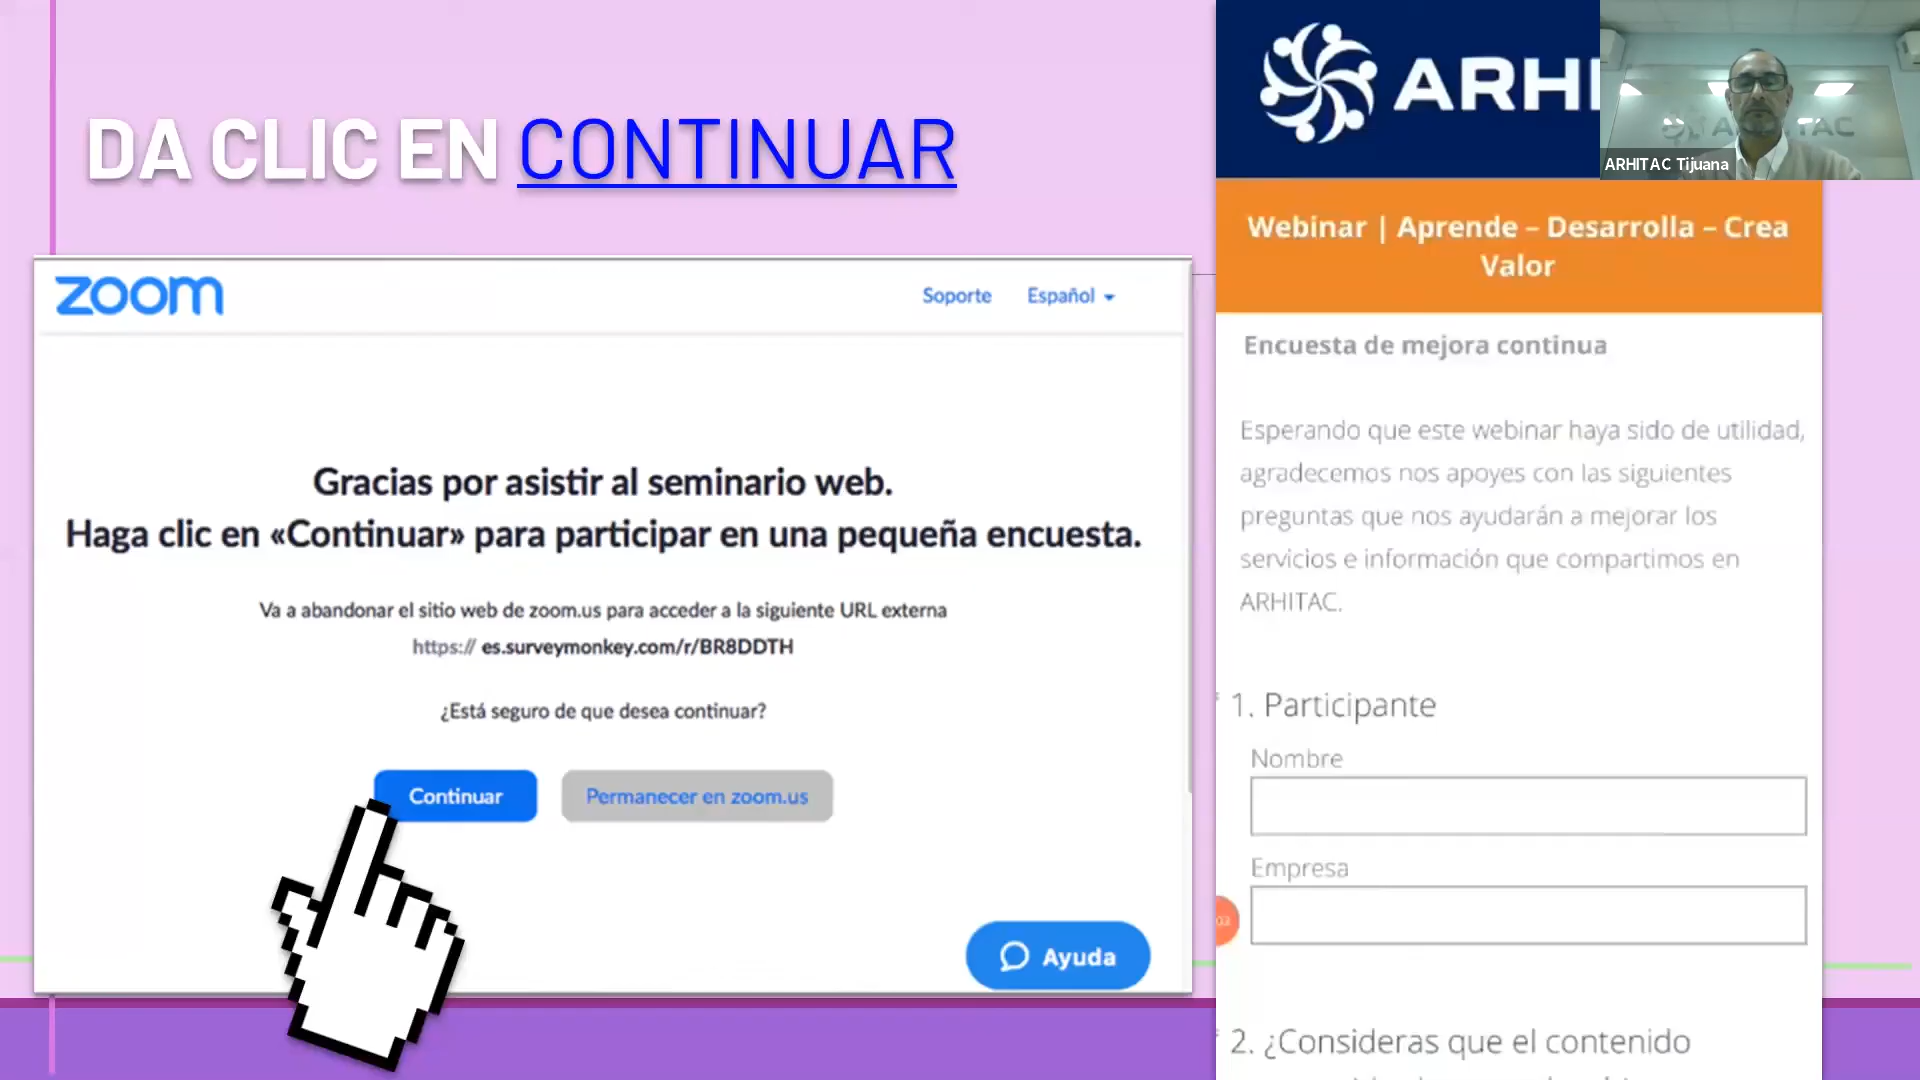 DA CLIC EN CONTINUAR
zoom
Soporte
Español
Gracias por asistir al seminario web.
Haga clic en «Continuar» para participar en una pequeña encuesta.
Va a abandonar el sitio web de zoom.us para acceder a la siguiente URL externa
https:// es.surveymonkey.com/r/BR8DDTH
¿Está seguro de que desea continuar?
Continuar
Permanecer en zoom.us
Ayuda
ARHI
ARHITAC Tijuana
Webinar | Aprende – Desarrolla – Crea
Valor
Encuesta de mejora continua
Esperando que este webinar haya sido de utilidad,
agradecemos nos apoyes con las siguientes
preguntas que nos ayudarán a mejorar los
servicios e información que compartimos en
ARHITAC.
* 1. Participante
Nombre
Empresa
03
* 2. ¿Consideras que el contenido